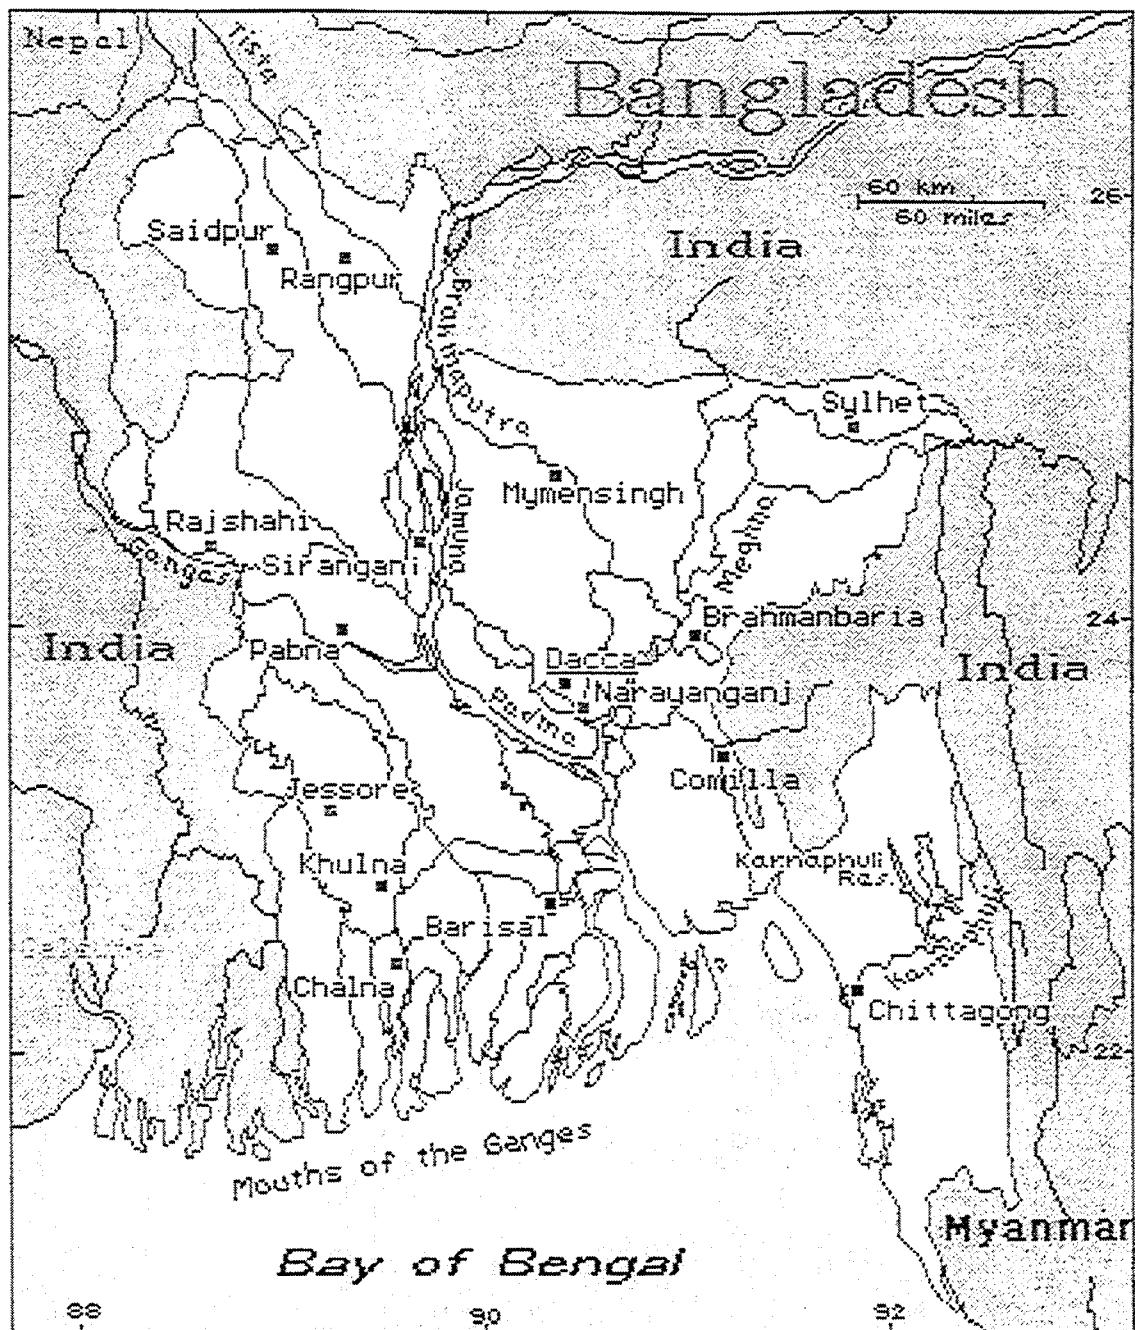 Nepal
Tista
Bangladesh
60 km
60 miles
26
India
Saidpur
Rangpur
Brahmaputra
Sylhet
Mymensingh
Jamuna
Meghna
Rajshahi
Ganges
Sirangani
Brahmanbaria
24
India
Pabna
Dacca
India
Narayanganj
Padma
Comilla
Jessore
Karnaphuli
Res.
Khulna
Barisal
Chalna
Chittagong
22
Mouths of the Ganges
Myanmar
Bay of Bengal
88
90
92